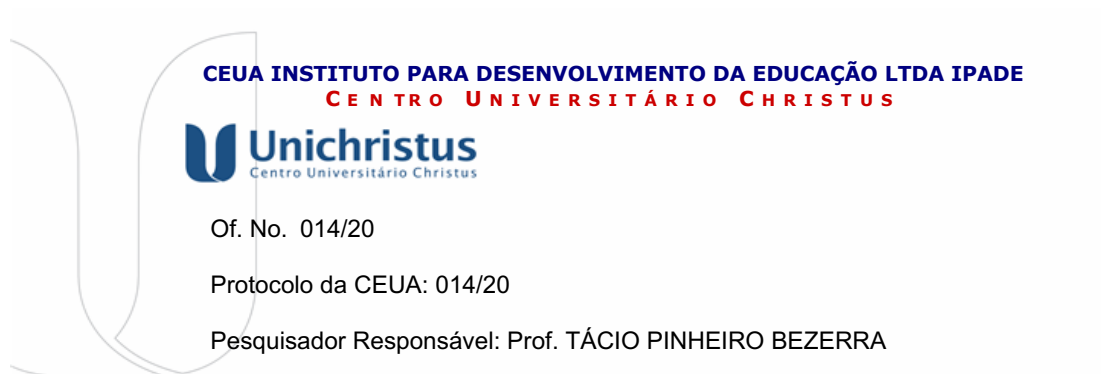 CEUA INSTITUTO PARA DESENVOLVIMENTO DA EDUCAÇÃO LTDA IPADE
CENTRO UNIVERSITÁRIO CHRISTUS
Unichristus
Centro Universitário Christus
Of. No. 014/20
Protocolo da CEUA: 014/20
Pesquisador Responsável: Prof. TÁCIO PINHEIRO BEZERRA